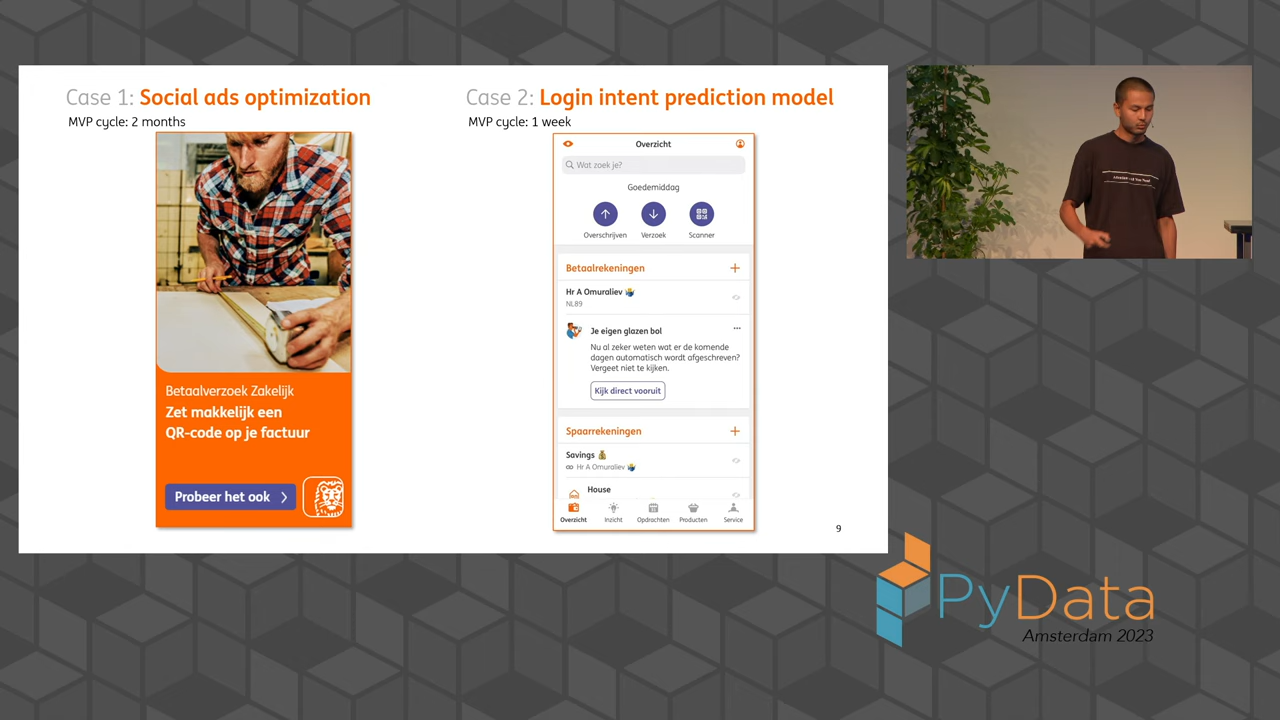 Case 1: Social ads optimization
MVP cycle: 2 months
Betaalverzoek Zakelijk
Zet makkelijk een
QR-code op je factuur
Probeer het ook
Case 2: Login intent prediction model
MVP cycle: 1 week
Overzicht
Wat zoek je?
Goedemiddag
Overschrijven Verzoek Scanner
Betaalrekeningen
Hr A Omuraliev
NL89
Je eigen glazen bol
Nu al zeker weten wat er de komende
dagen automatisch wordt afgeschreven?
Vergeet niet te kijken.
Kijk direct vooruit
Spaarrekeningen
Savings
Hr A Omuraliev
House
Overzicht Inzicht Opdrachten Producten Service
9
PyData
Amsterdam 2023